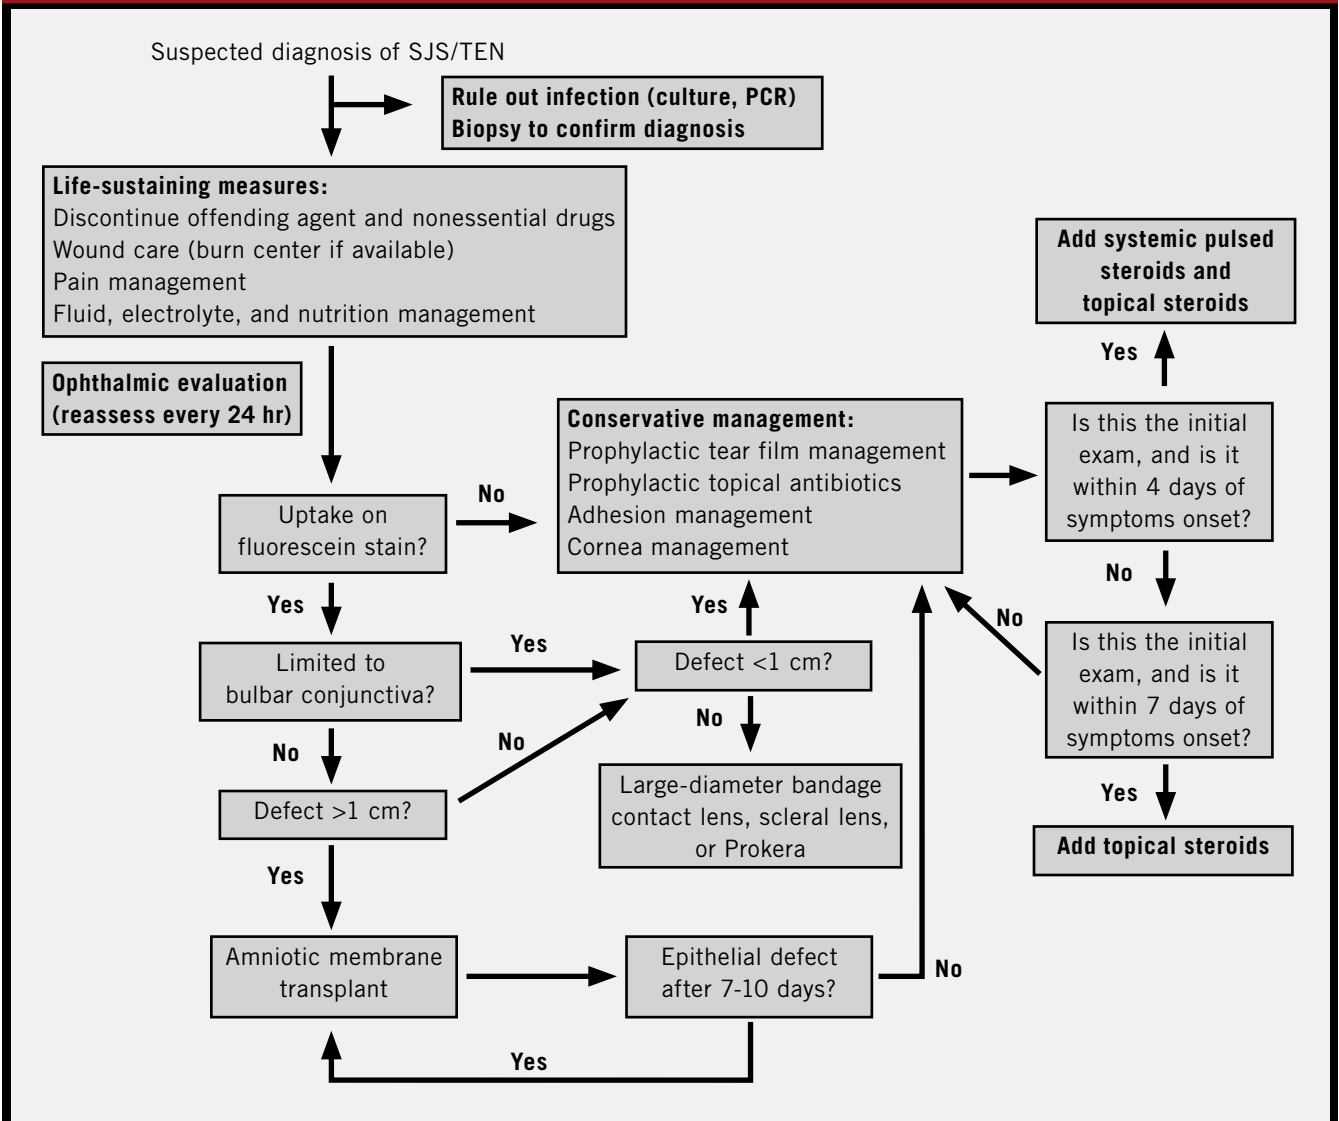 Suspected diagnosis of SJS/TEN
Rule out infection (culture, PCR)
Biopsy to confirm diagnosis
Life-sustaining measures:
Discontinue offending agent and nonessential drugs
Wound care (burn center if available)
Pain management
Fluid, electrolyte, and nutrition management
Ophthalmic evaluation
(reassess every 24 hr)
Uptake on
fluorescein stain?
No
Yes
Limited to
bulbar conjunctiva?
Yes
No
Defect >1 cm?
No
Yes
Amniotic membrane
transplant
Epithelial defect
after 7-10 days?
Yes
No
Defect <1 cm?
Yes
No
Large-diameter bandage
contact lens, scleral lens,
or Prokera
Conservative management:
Prophylactic tear film management
Prophylactic topical antibiotics
Adhesion management
Cornea management
Is this the initial
exam, and is it
within 4 days of
symptoms onset?
Yes
Add systemic pulsed
steroids and
topical steroids
No
Is this the initial
exam, and is it
within 7 days of
symptoms onset?
No
Yes
Add topical steroids